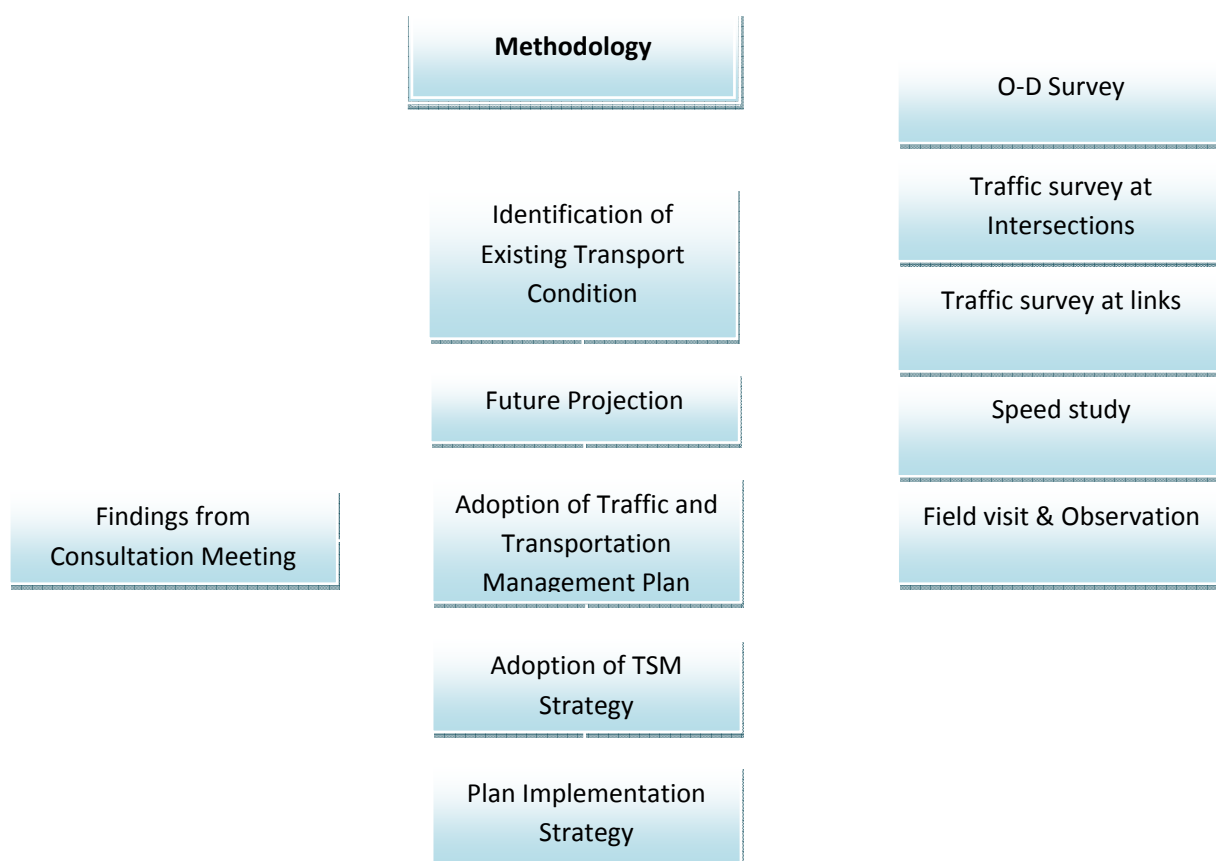 Methodology
O-D Survey
Traffic survey at
Intersections
Identification of
Existing Transport
Condition
Traffic survey at links
Future Projection
Speed study
Findings from
Consultation Meeting
Adoption of Traffic and
Transportation
Management Plan
Field visit & Observation
Adoption of TSM
Strategy
Plan Implementation
Strategy